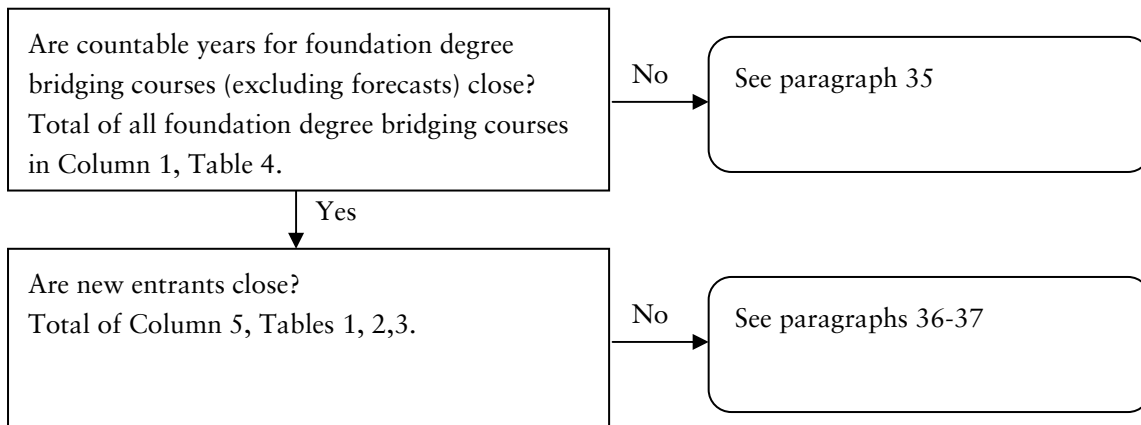 Are countable years for foundation degree
bridging courses (excluding forecasts) close?
Total of all foundation degree bridging courses
in Column 1, Table 4.
No
See paragraph 35
Yes
Are new entrants close?
Total of Column 5, Tables 1, 2,3.
No
See paragraphs 36-37